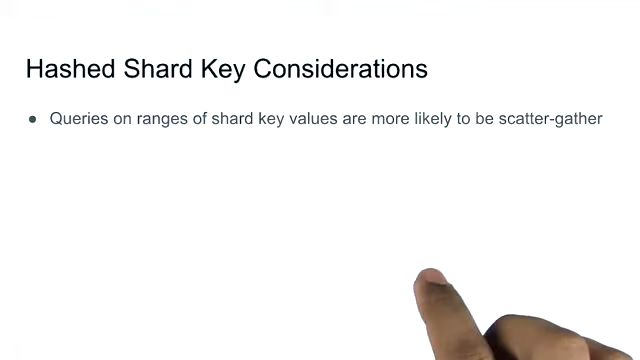 Hashed Shard Key Considerations
● Queries on ranges of shard key values are more likely to be scatter-gather